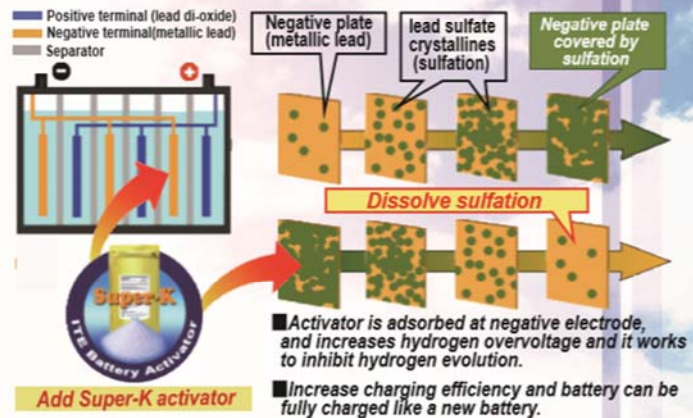 Positive terminal (lead di-oxide)
Negative terminal(metallic lead)
Separator
Negative plate
(metallic lead)
lead sulfate
crystallines
(sulfation)
Negative plate
covered by
sulfation
Dissolve sulfation
Super-K
ITE Battery Activator
Add Super-K activator
■Activator is adsorbed at negative electrode,
and increases hydrogen overvoltage and it works
to inhibit hydrogen evolution.
■Increase charging efficiency and battery can be
fully charged like a new battery.